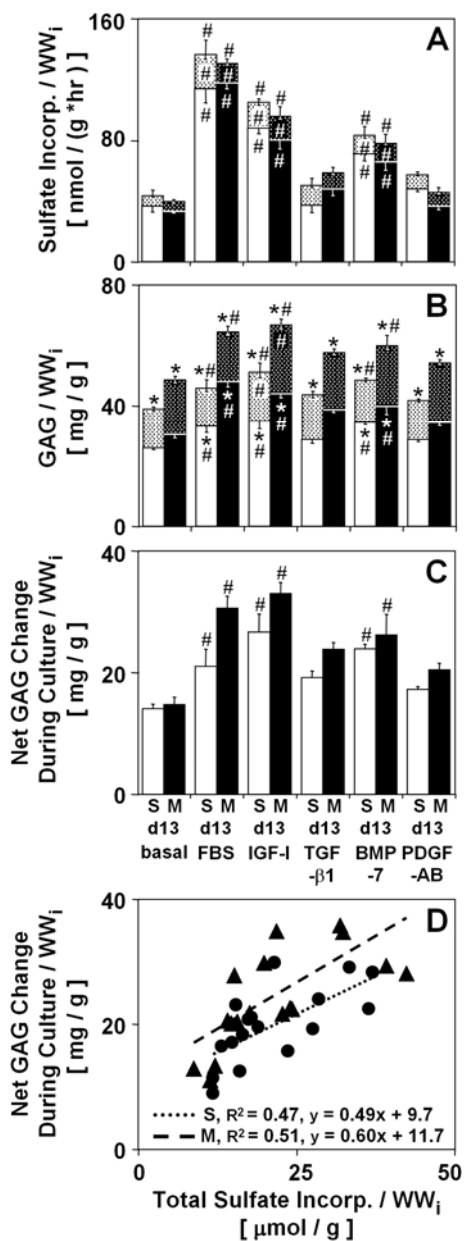 160
A
Sulfate Incorp. / WWi
[ nmol / (g *hr ) ]
# #
# # # #
# # # # # #
# # # #
80
0
80
B
GAG / WWi
[ mg / g ]
* *
*# *#
*# *# #
* *
*# *#
* *
*# *#
*# *#
*# *#
40
0
40
C
Net GAG Change
During Culture / WWi
[ mg / g ]
# # # # # #
20
0
S M S M S M S M S M S M
d13 d13 d13 d13 d13 d13
basal FBS IGF-I TGF BMP PDGF
-β1 -7 -AB
40
D
Net GAG Change
During Culture / WWi
[ mg / g ]
20
S, R² = 0.47, y = 0.49x + 9.7
M, R² = 0.51, y = 0.60x + 11.7
0
0 25 50
Total Sulfate Incorp. / WWi
[ μmol / g ]